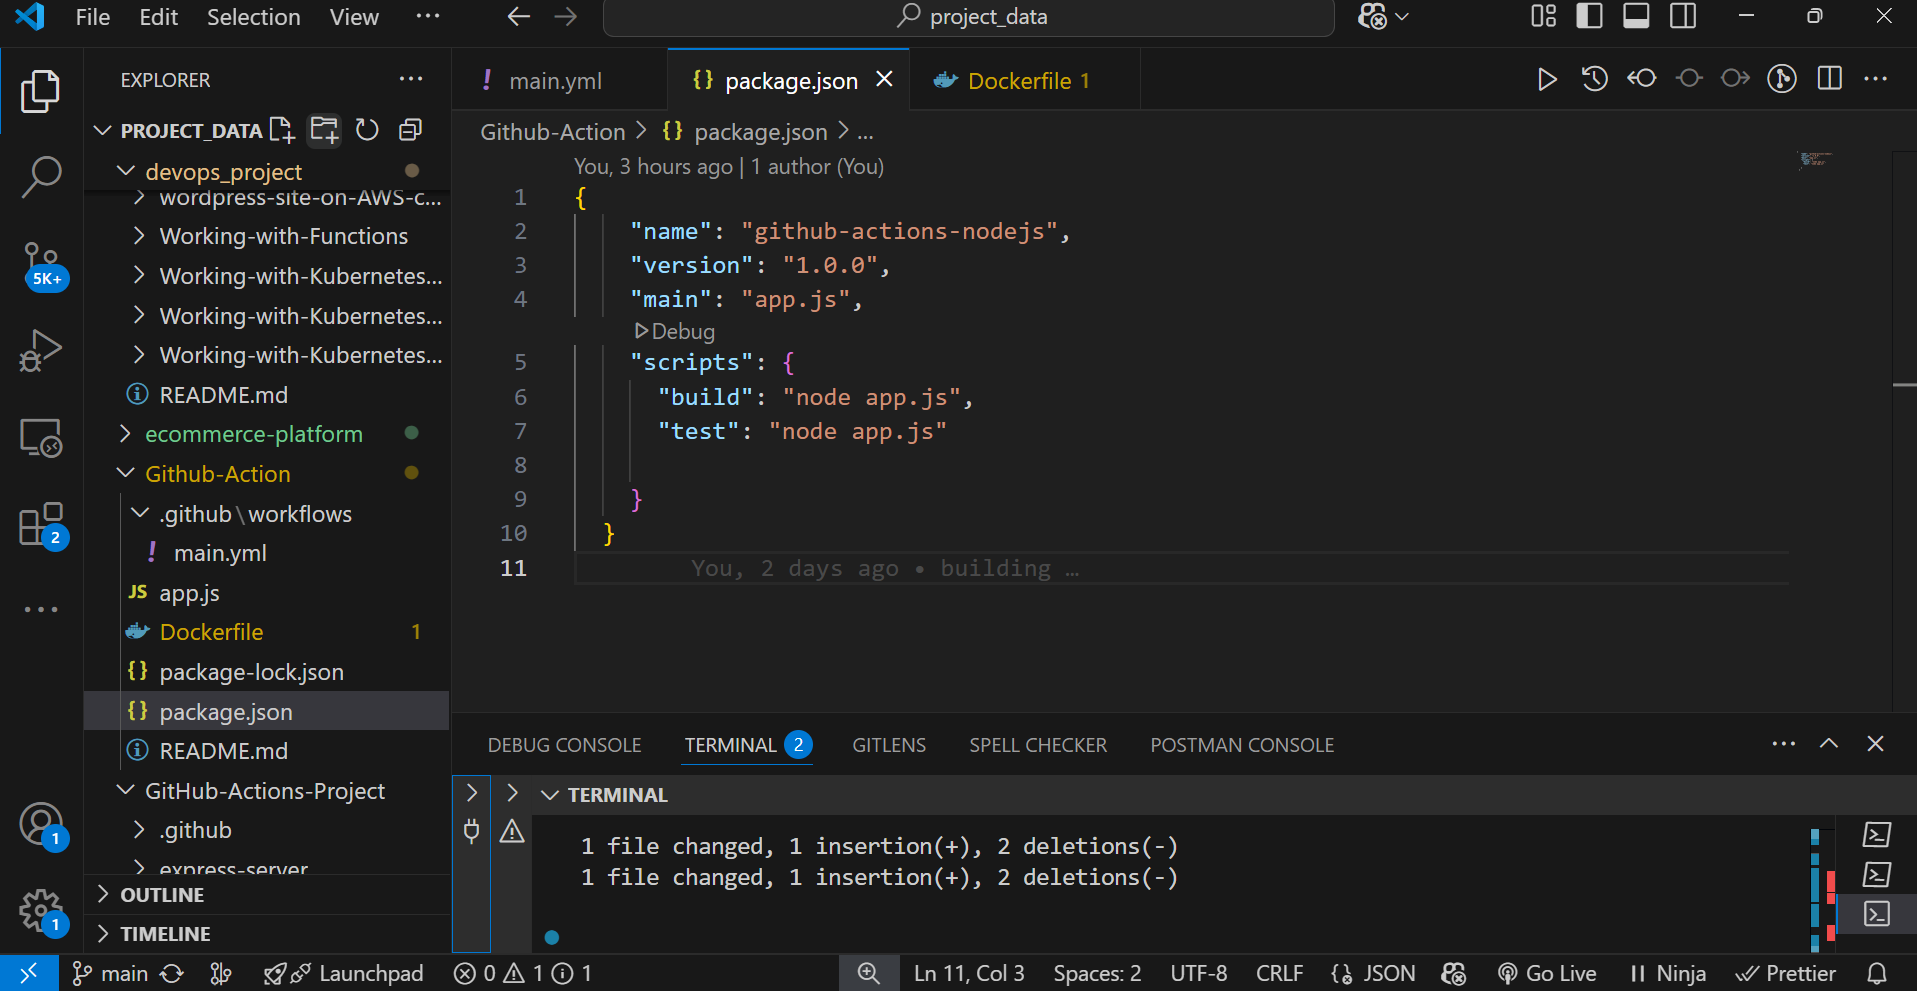 File Edit Selection View ...
project_data
EXPLORER ...
PROJECT_DATA
devops_project
wordpress-site-on-AWS-c...
Working-with-Functions
Working-with-Kubernetes...
Working-with-Kubernetes...
Working-with-Kubernetes...
README.md
ecommerce-platform
Github-Action
.github\workflows
main.yml
JS app.js
Dockerfile 1
package-lock.json
package.json
README.md
GitHub-Actions-Project
.github
express-server
OUTLINE
TIMELINE
5K+
2
1
1
! main.yml {} package.json Dockerfile 1
Github-Action > {} package.json > ...
You, 3 hours ago | 1 author (You)
1 {
2 "name": "github-actions-nodejs",
3 "version": "1.0.0",
4 "main": "app.js",
Debug
5 "scripts": {
6 "build": "node app.js",
7 "test": "node app.js"
8
9 }
10 }
11 You, 2 days ago • building …
DEBUG CONSOLE TERMINAL 2 GITLENS SPELL CHECKER POSTMAN CONSOLE
TERMINAL
1 file changed, 1 insertion(+), 2 deletions(-)
1 file changed, 1 insertion(+), 2 deletions(-)
main Launchpad 0 1 1 Ln 11, Col 3 Spaces: 2 UTF-8 CRLF {} JSON Go Live Ninja Prettier